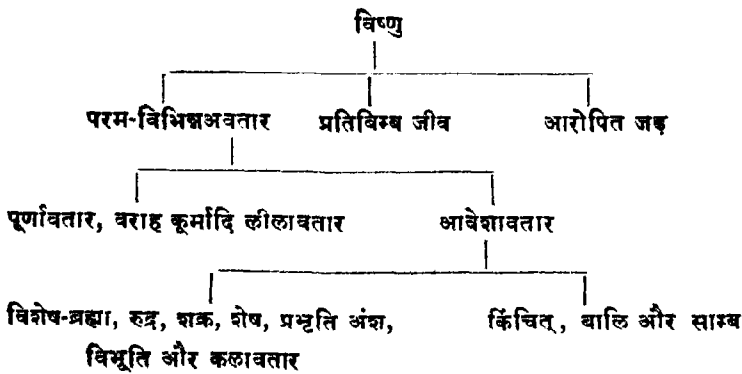 विष्णु
परम-विभिन्नअवतार प्रतिबिम्ब जीव आरोपित जड़
पूर्णावतार, वराह कूर्मादि लीलावतार आवेशावतार
विशेष-ब्रह्मा, रुद्र, शक्र, शेष, प्रभृति अंश, किंचित्, बालि और साम्ब
विभूति और कलावतार